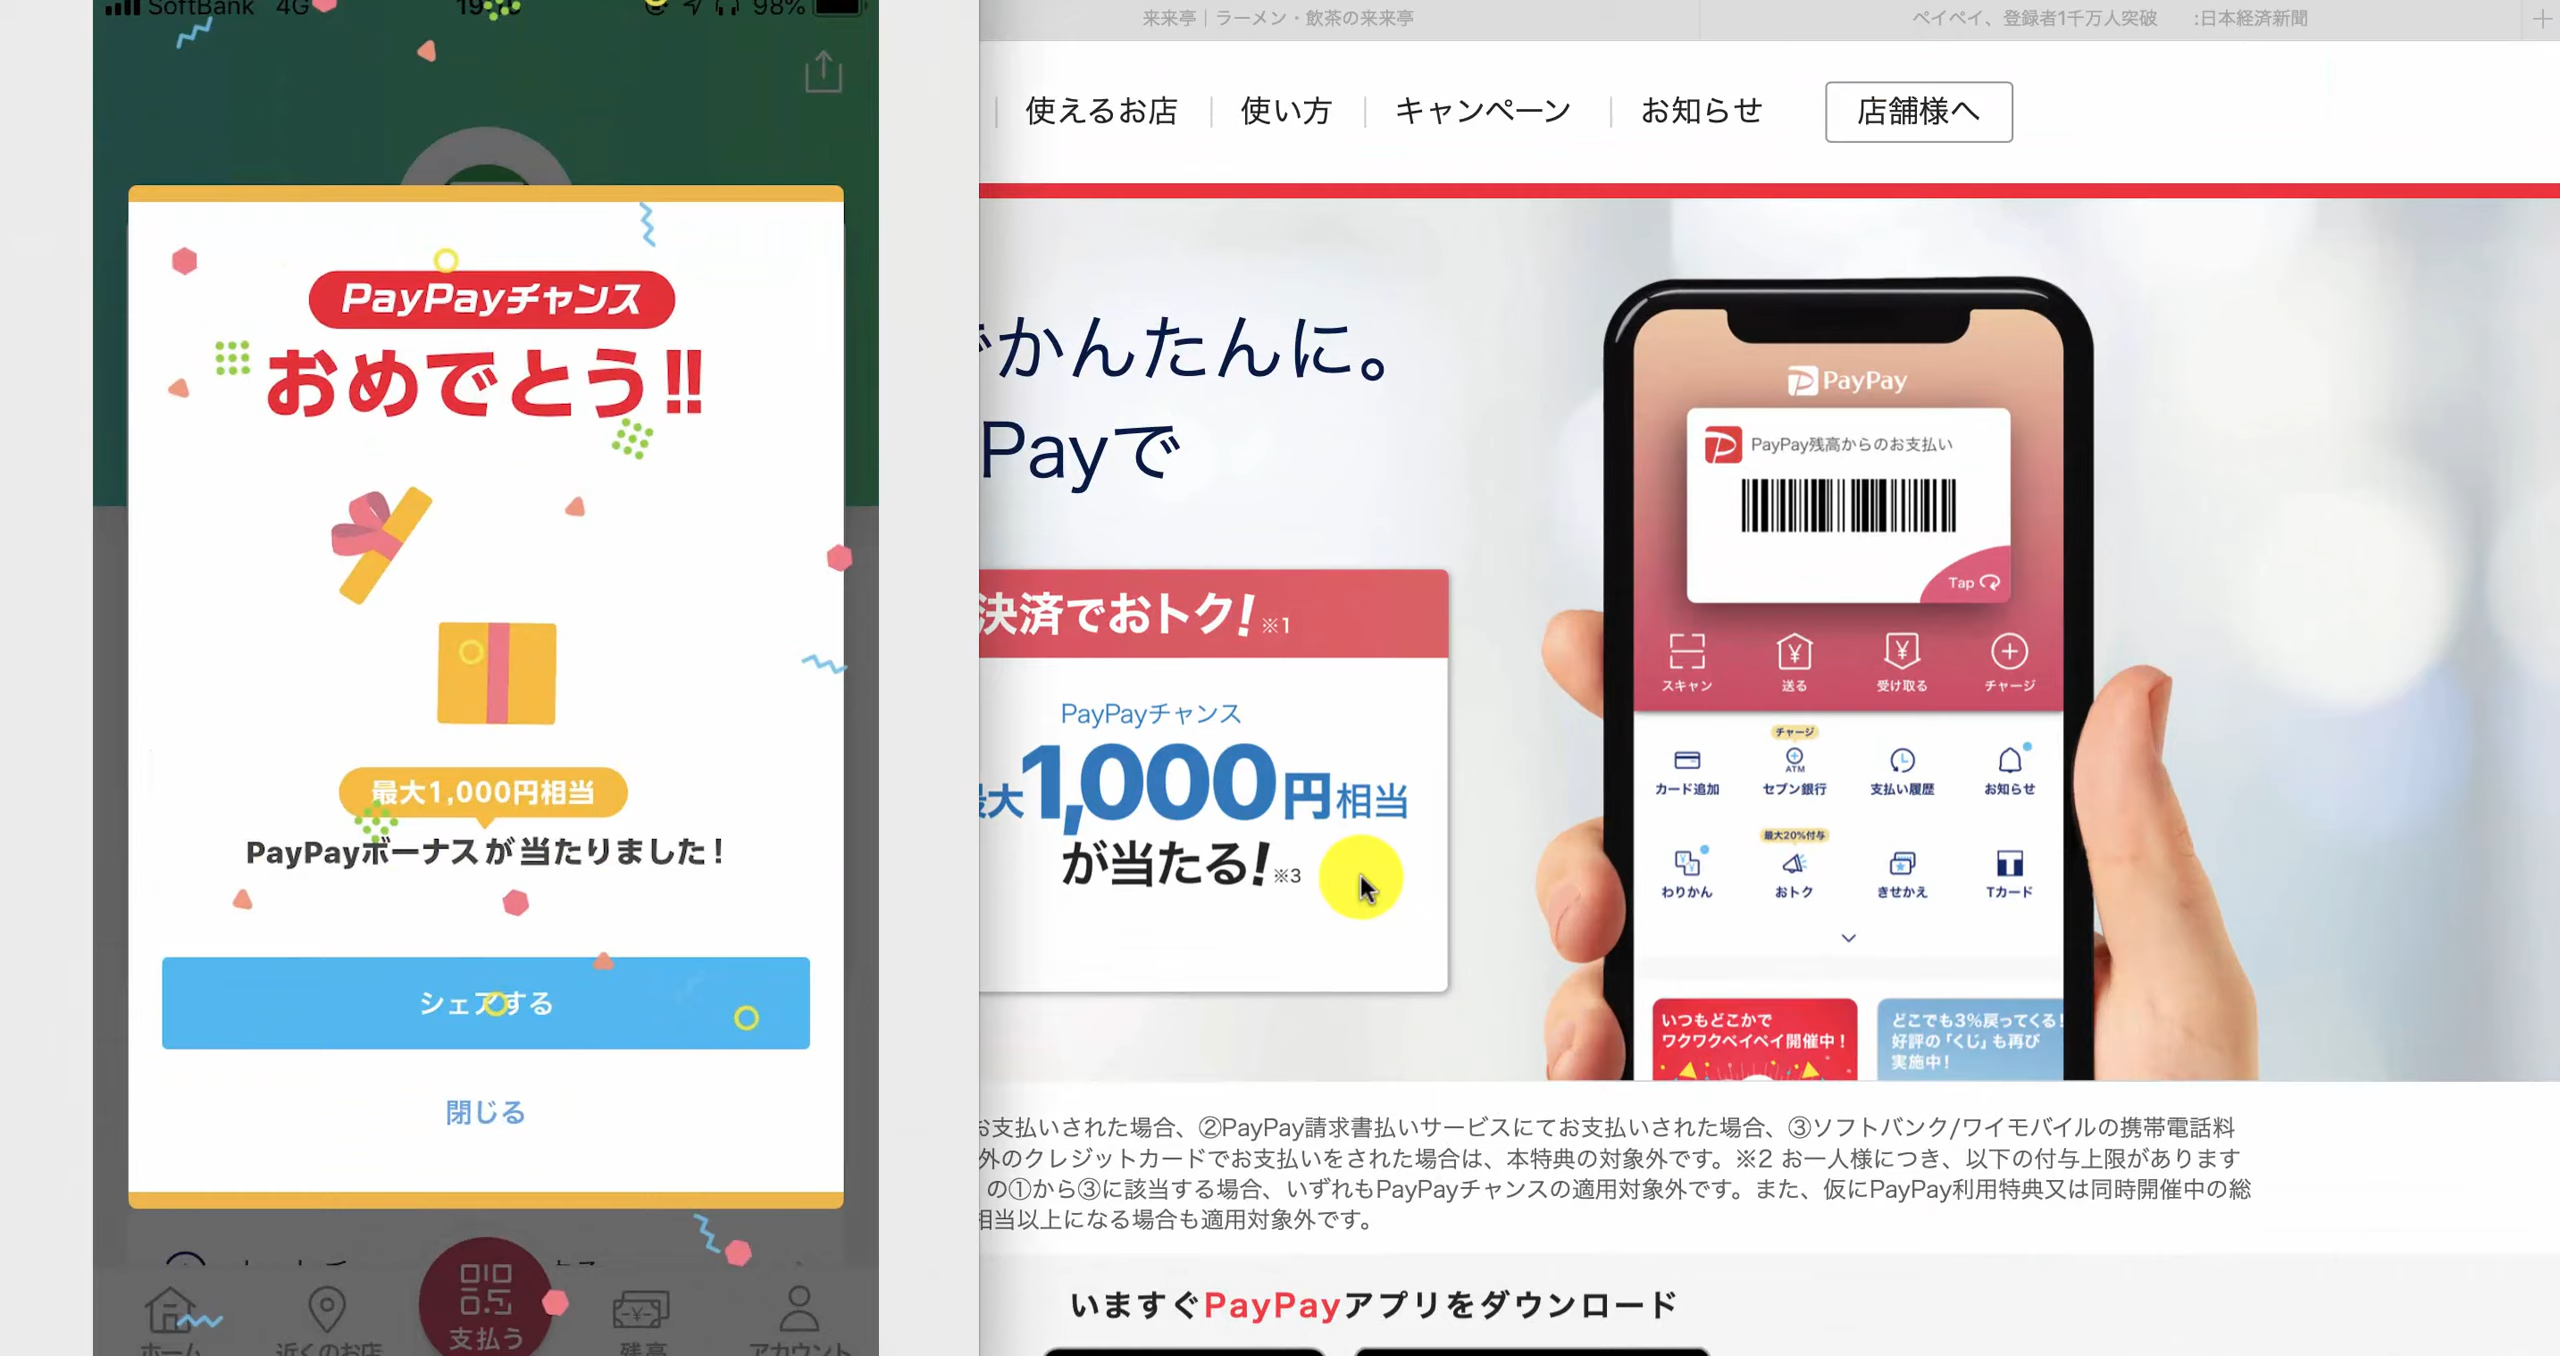 SoftBank 4G
98%
PayPayチャンス
おめでとう!!
最大1,000円相当
PayPayボーナスが当たりました！
シェアする
閉じる
支払う
ホーム
近くのお店
残高
アカウント
来来亭｜ラーメン・飲茶の来来亭
ペイペイ、登録者1千万人突破　:日本経済新聞
使えるお店
使い方
キャンペーン
お知らせ
店舗様へ
でかんたんに。
Payで
決済でおトク! ※1
PayPayチャンス
最大1,000円相当
が当たる! ※3
PayPay
PayPay残高からのお支払い
Tap
スキャン
送る
受け取る
チャージ
チャージ
ATM
カード追加
セブン銀行
支払い履歴
お知らせ
最大20%付与
わりかん
おトク
きせかえ
Tカード
いつもどこかで
ワクワクペイペイ開催中！
どこでも3%戻ってくる！
好評の「くじ」も再び
実施中！
お支払いされた場合、②PayPay請求書払いサービスにてお支払いされた場合、③ソフトバンク/ワイモバイルの携帯電話料
外のクレジットカードでお支払いをされた場合は、本特典の対象外です。※2 お一人様につき、以下の付与上限があります
の①から③に該当する場合、いずれもPayPayチャンスの適用対象外です。また、仮にPayPay利用特典又は同時開催中の総
相当以上になる場合も適用対象外です。
いますぐPayPayアプリをダウンロード